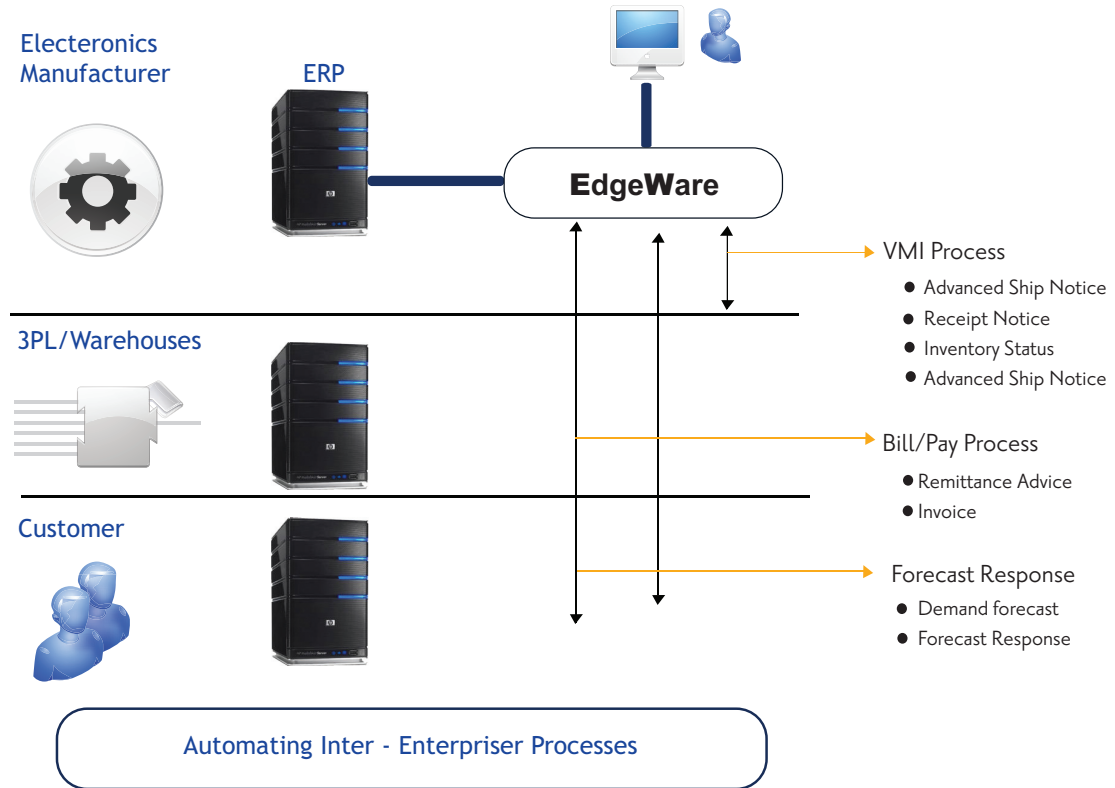 Electeronics
Manufacturer
ERP
EdgeWare
VMI Process
● Advanced Ship Notice
● Receipt Notice
● Inventory Status
● Advanced Ship Notice
3PL/Warehouses
Bill/Pay Process
● Remittance Advice
● Invoice
Customer
Forecast Response
● Demand forecast
● Forecast Response
Automating Inter - Enterpriser Processes